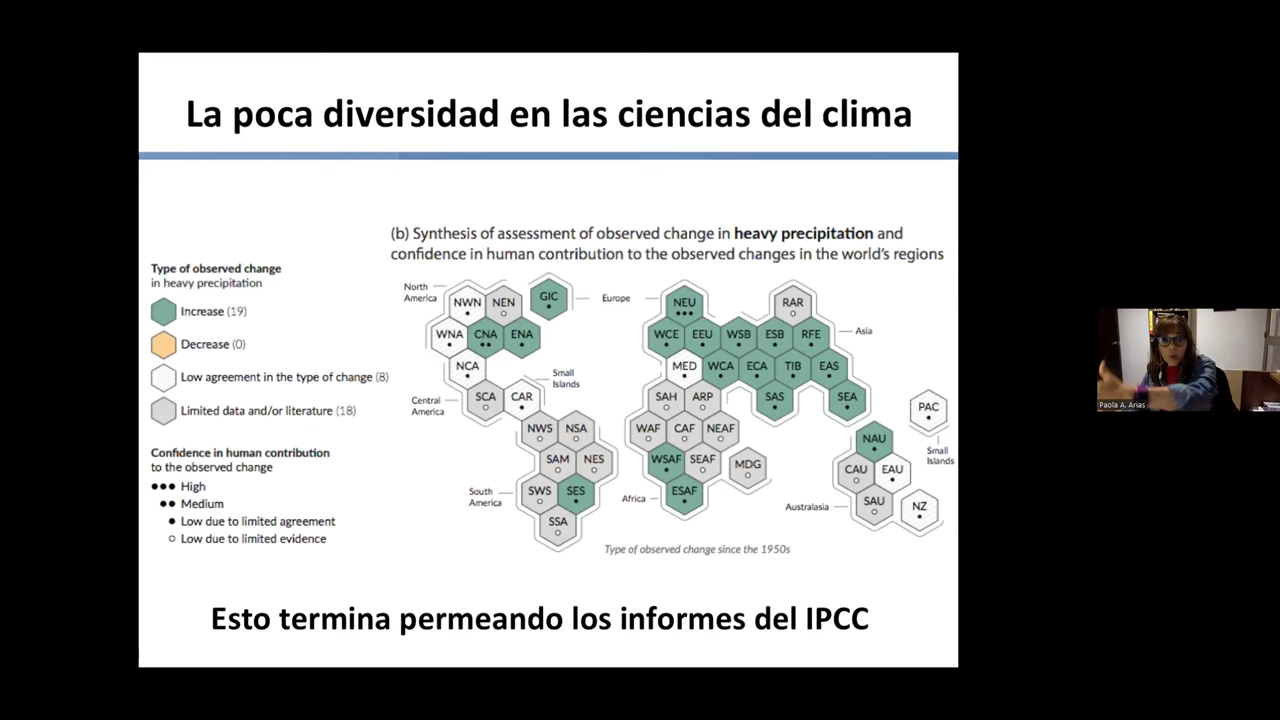 La poca diversidad en las ciencias del clima
(b) Synthesis of assessment of observed change in heavy precipitation and
confidence in human contribution to the observed changes in the world's regions
Type of observed change
in heavy precipitation
Increase (19)
Decrease (0)
Low agreement in the type of change (8)
Limited data and/or literature (18)
Confidence in human contribution
to the observed change
●●● High
●● Medium
● Low due to limited agreement
○ Low due to limited evidence
North
America
NWN
NEN
GIC
WNA
CNA
ENA
NCA
Small
Islands
Central
America
SCA
CAR
NWS
NSA
SAM
NES
South
America
SWS
SES
SSA
Europe
NEU
RAR
WCE
EEU
WSB
ESB
RFE
Asia
MED
WCA
ECA
TIB
EAS
SAH
ARP
SAS
SEA
WAF
CAF
NEAF
WSAF
SEAF
MDG
Africa
ESAF
PAC
Small
Islands
NAU
CAU
EAU
Australasia
SAU
NZ
Type of observed change since the 1950s
Esto termina permeando los informes del IPCC
Paola A. Arias